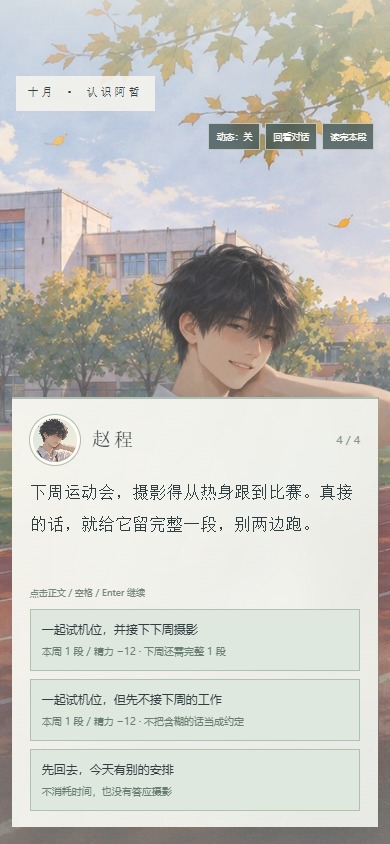 十月 • 认识阿哲
动态：关 回看对话 读完本段
赵程 4 / 4
下周运动会，摄影得从热身跟到比赛。真接
的话，就给它留完整一段，别两边跑。
点击正文 / 空格 / Enter 继续
一起试机位，并接下下周摄影
本周 1 段 / 精力 −12 · 下周还需完整 1 段
一起试机位，但先不接下周的工作
本周 1 段 / 精力 −12 · 不把含糊的话当成约定
先回去，今天有别的安排
不消耗时间，也没有答应摄影